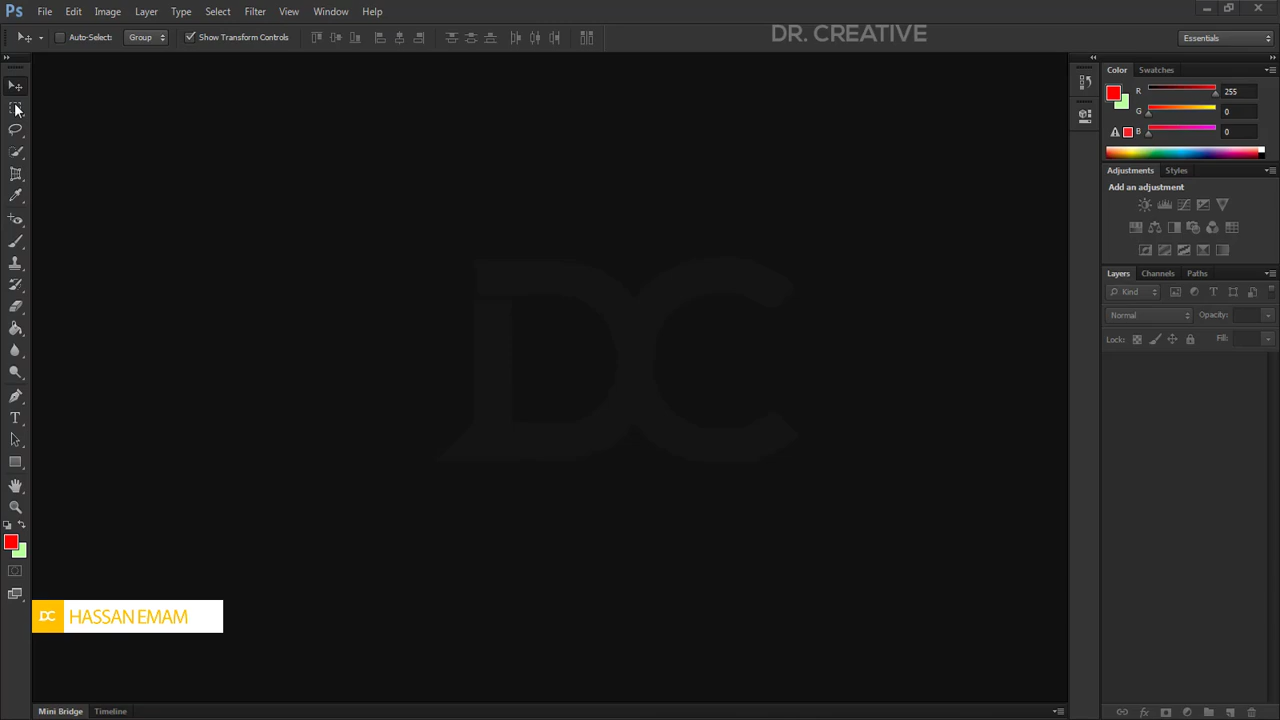 Ps File Edit Image Layer Type Select Filter View Window Help
Auto-Select: Group Show Transform Controls
DR. CREATIVE
Essentials
Color Swatches
R 255
G 0
B 0
Adjustments Styles
Add an adjustment
Layers Channels Paths
Kind
Normal Opacity:
Lock: Fill:
T
DC
DC HASSAN EMAM
Mini Bridge Timeline